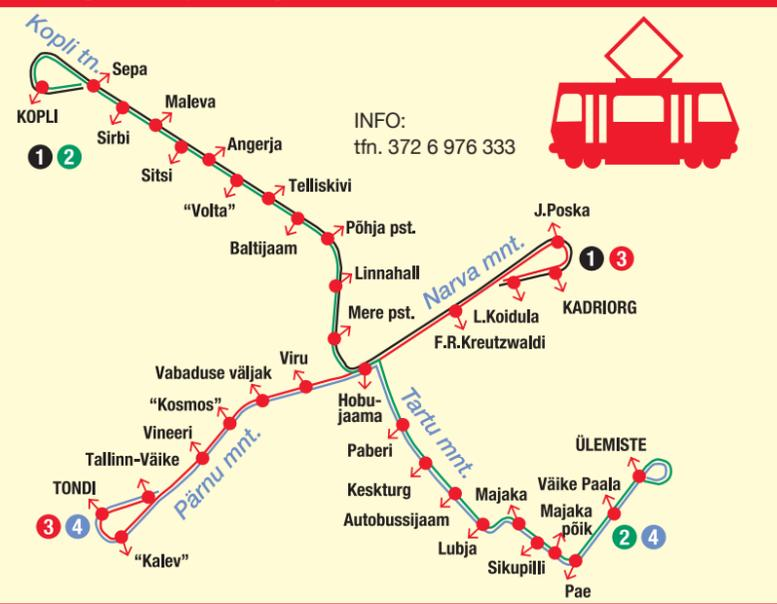 Kopli tn.
Sepa
KOPLI
Maleva
Sirbi
1 2
Angerja
Sitsi
Telliskivi
"Volta"
Põhja pst.
Baltijaam
Linnahall
Mere pst.
INFO:
tfn. 372 6 976 333
J.Poska
Narva mnt.
1 3
L.Koidula
KADRIORG
F.R.Kreutzwaldi
Viru
Vabaduse väljak
"Kosmos"
Vineeri
Tallinn-Väike
TONDI
Pärnu mnt.
3 4
"Kalev"
Hobu-
jaama
Tartu mnt.
Paberi
Keskturg
Autobussijaam
Lubja
Majaka
Sikupilli
Majaka
põik
Pae
Väike Paala
ÜLEMISTE
2 4